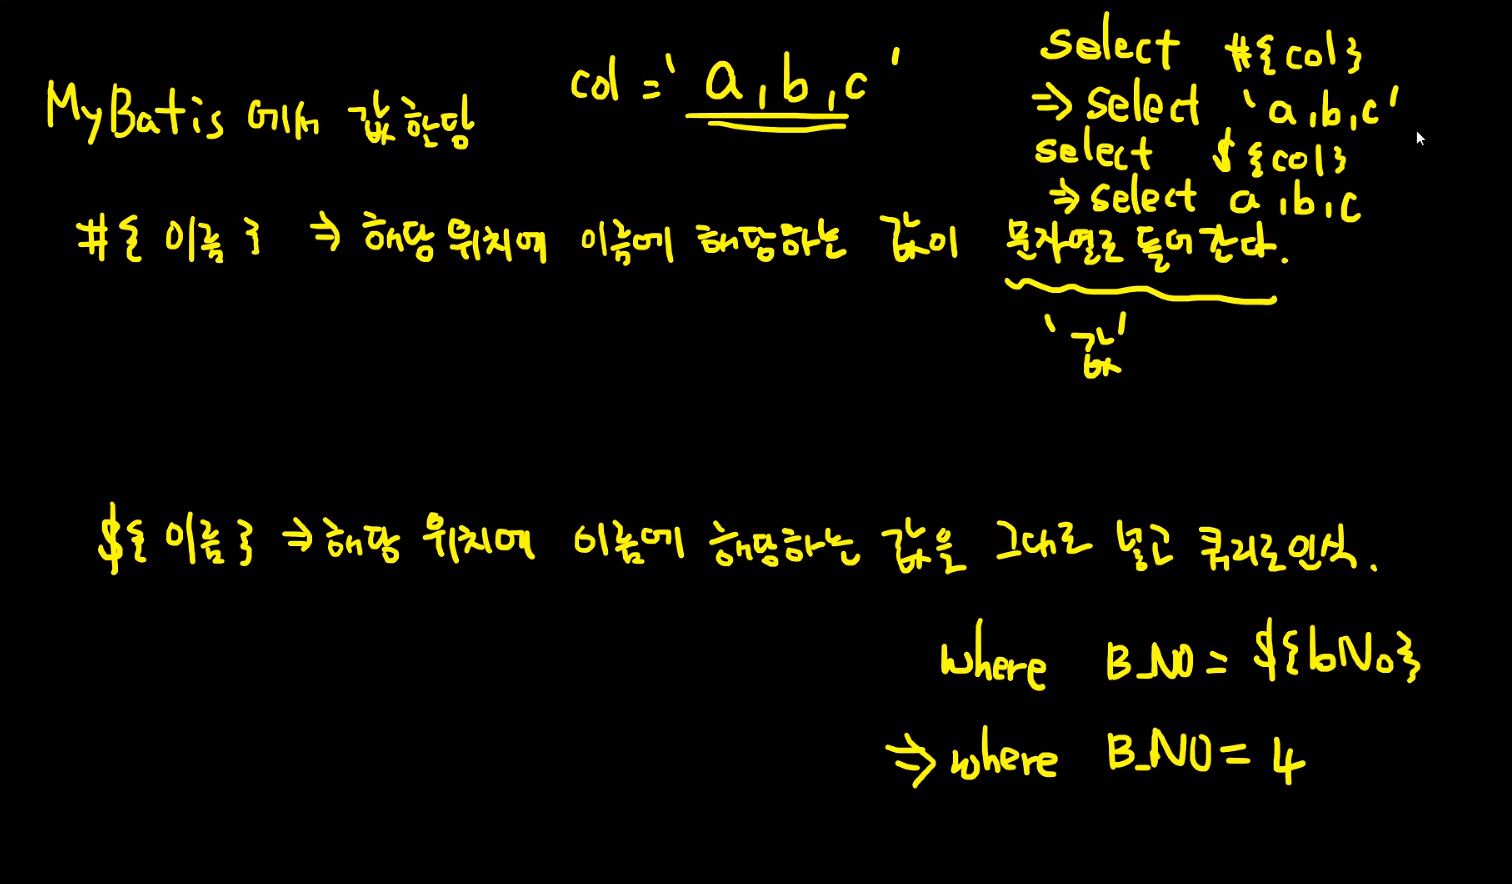 MyBatis 에서 값할당
col = 'a,b,c'
select #{col}
⇒ select 'a,b,c'
select ${col}
⇒ select a,b,c
#{이름} ⇒ 해당 위치에 이름에 해당하는 값이 문자열로 들어간다.
'값'
${이름} ⇒ 해당 위치에 이름에 해당하는 값을 그대로 넣고 쿼리로 인식.
where B_NO = ${bNo}
⇒ where B_NO = 4